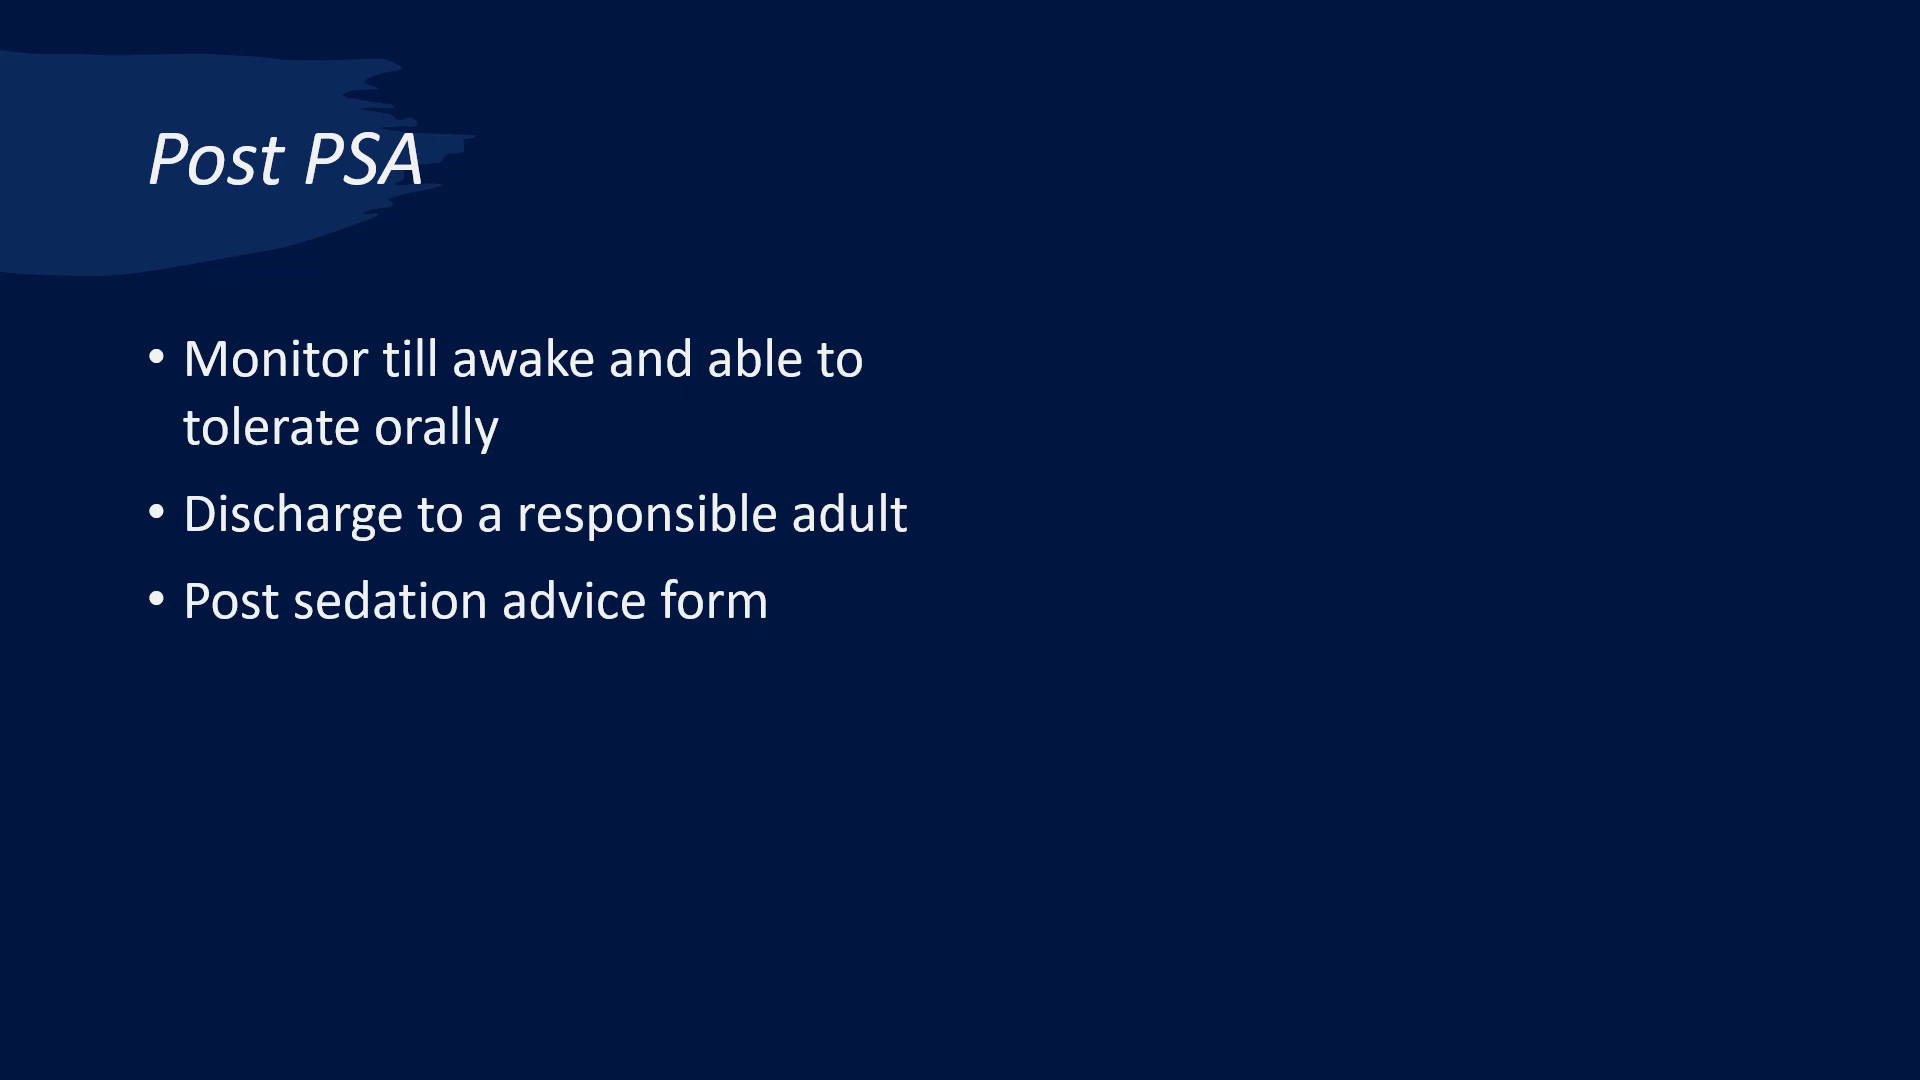 Post PSA
• Monitor till awake and able to
tolerate orally
• Discharge to a responsible adult
• Post sedation advice form